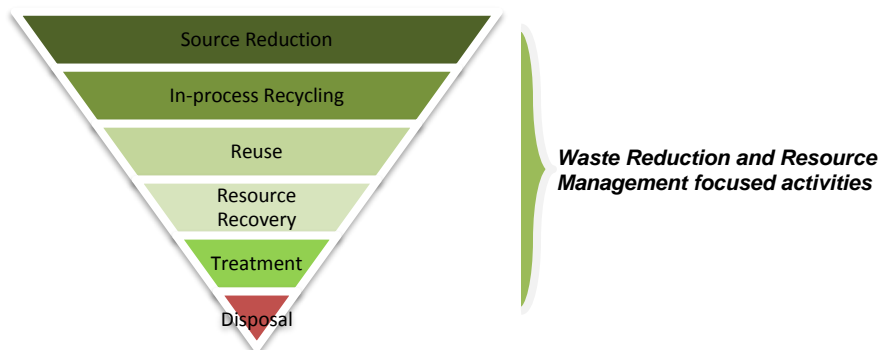 Source Reduction
In-process Recycling
Reuse
Resource
Recovery
Treatment
Disposal
Waste Reduction and Resource
Management focused activities